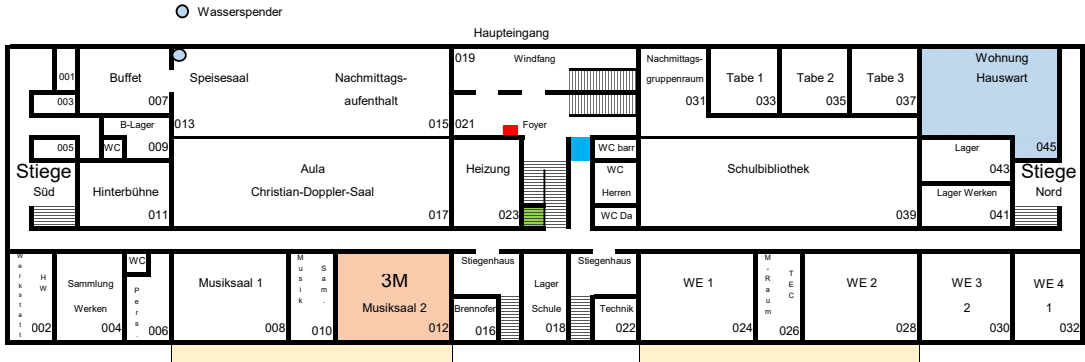 Wasserspender
Haupteingang
001
003
Buffet
007
Speisesaal
013
Nachmittags-
aufenthalt
015
019
Windfang
021
Foyer
Nachmittags-
gruppenraum
031
Tabe 1
033
Tabe 2
035
Tabe 3
037
Wohnung
Hauswart
045
005
B-Lager
WC
009
Stiege
Süd
Hinterbühne
011
Aula
Christian-Doppler-Saal
017
Heizung
023
WC barr
WC
Herren
WC Da
Schulbibliothek
039
Lager
043
Lager Werken
041
Stiege
Nord
Werkstatt
HW
002
Sammlung
Werken
004
WC
Pers.
006
Musiksaal 1
008
Musik
Sam.
010
3M
Musiksaal 2
012
Stiegenhaus
Brennofer
016
Lager
Schule
018
Stiegenhaus
Technik
022
WE 1
024
M-Raum
TEC
026
WE 2
028
WE 3
2
030
WE 4
1
032